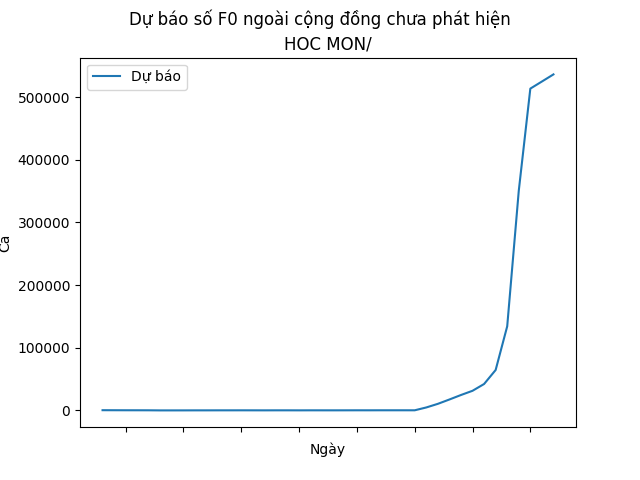 Dự báo số F0 ngoài cộng đồng chưa phát hiện
HOC MON/
Dự báo
500000
400000
300000
200000
100000
0
Ca
Ngày